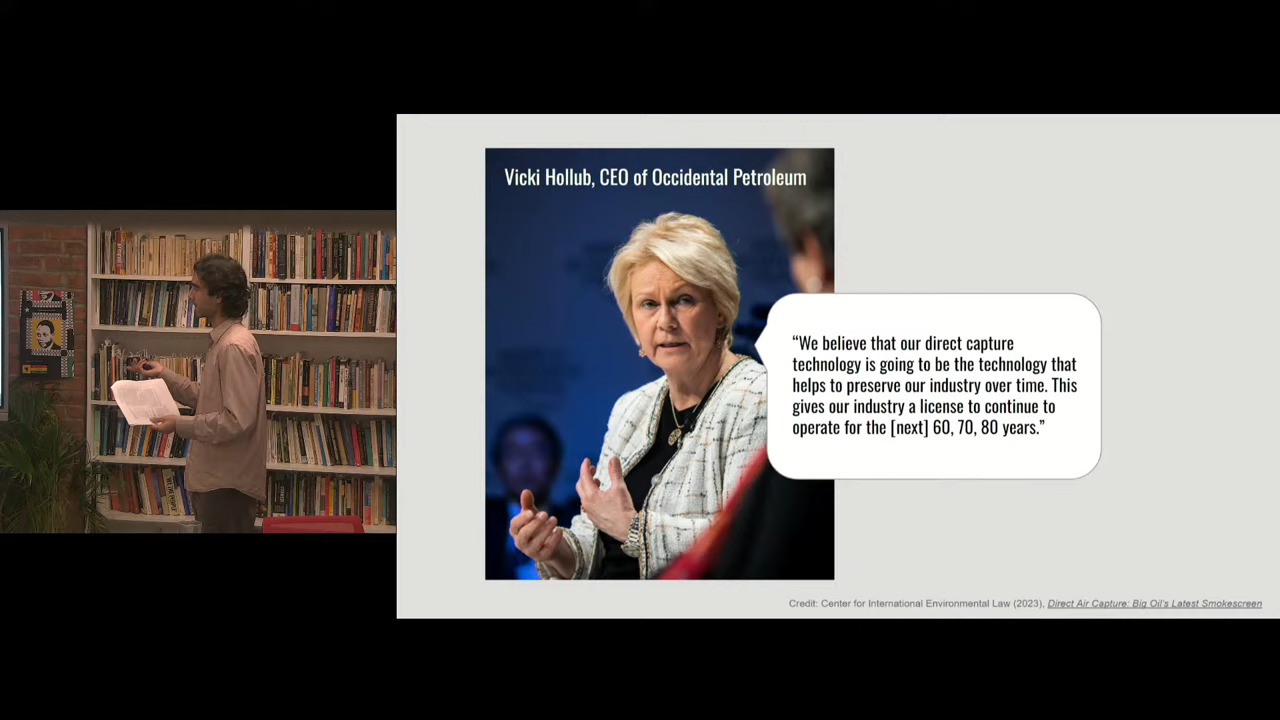 Vicki Hollub, CEO of Occidental Petroleum
“We believe that our direct capture
technology is going to be the technology that
helps to preserve our industry over time. This
gives our industry a license to continue to
operate for the [next] 60, 70, 80 years.”
Credit: Center for International Environmental Law (2023), Direct Air Capture: Big Oil's Latest Smokescreen